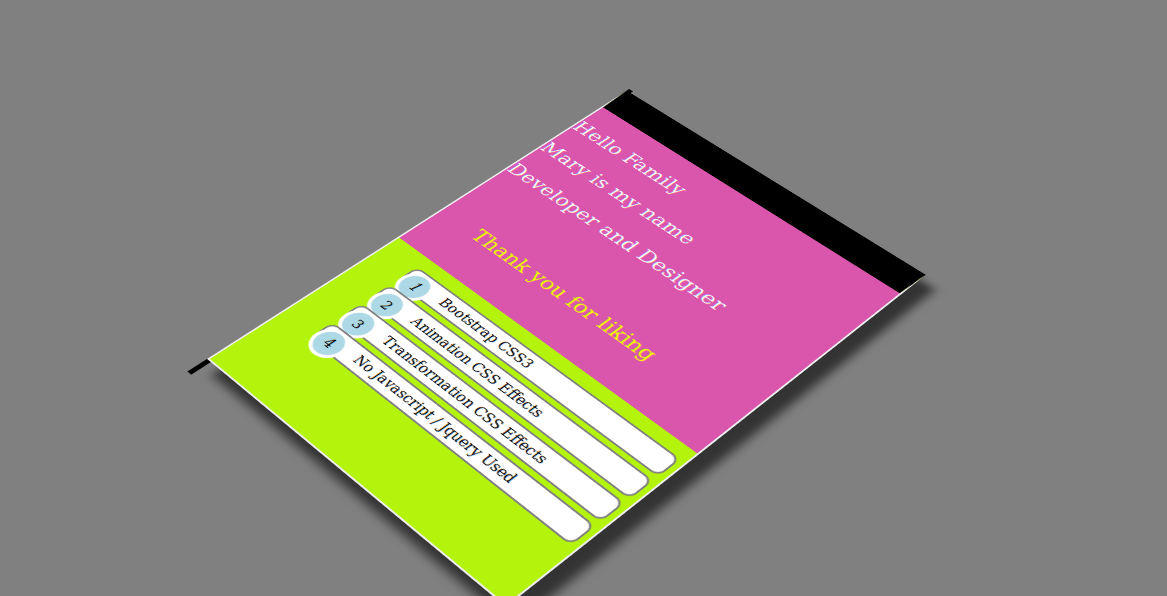 Hello Family
Mary is my name
Developer and Designer
Thank you for liking
1 Bootstrap CSS3
2 Animation CSS Effects
3 Transformation CSS Effects
4 No Javascript / Jquery Used